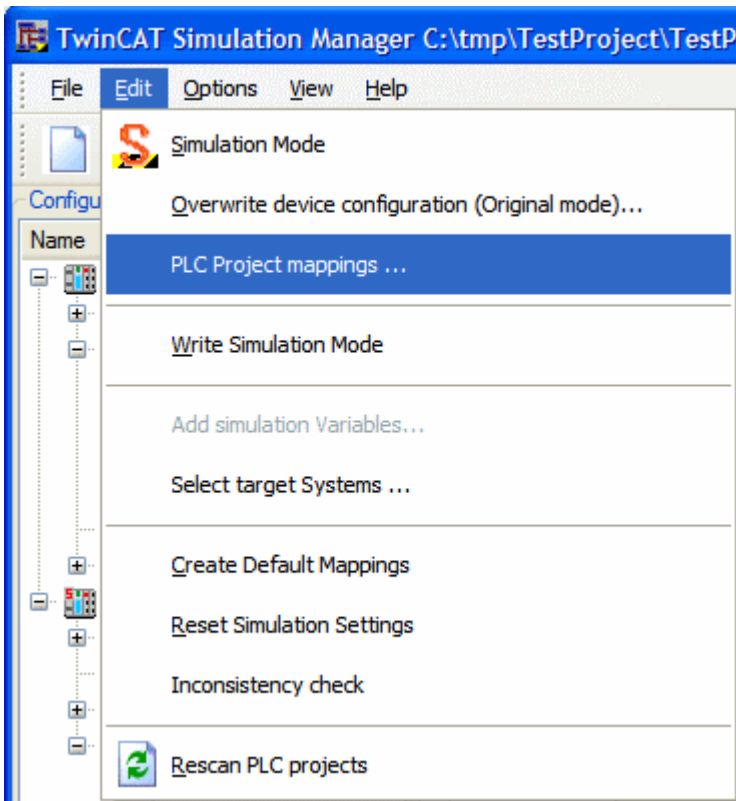 TwinCAT Simulation Manager C:\tmp\TestProject\TestP
File Edit Options View Help
Simulation Mode
Configu
Overwrite device configuration (Original mode)...
Name
PLC Project mappings ...
Write Simulation Mode
Add simulation Variables...
Select target Systems ...
Create Default Mappings
Reset Simulation Settings
Inconsistency check
Rescan PLC projects